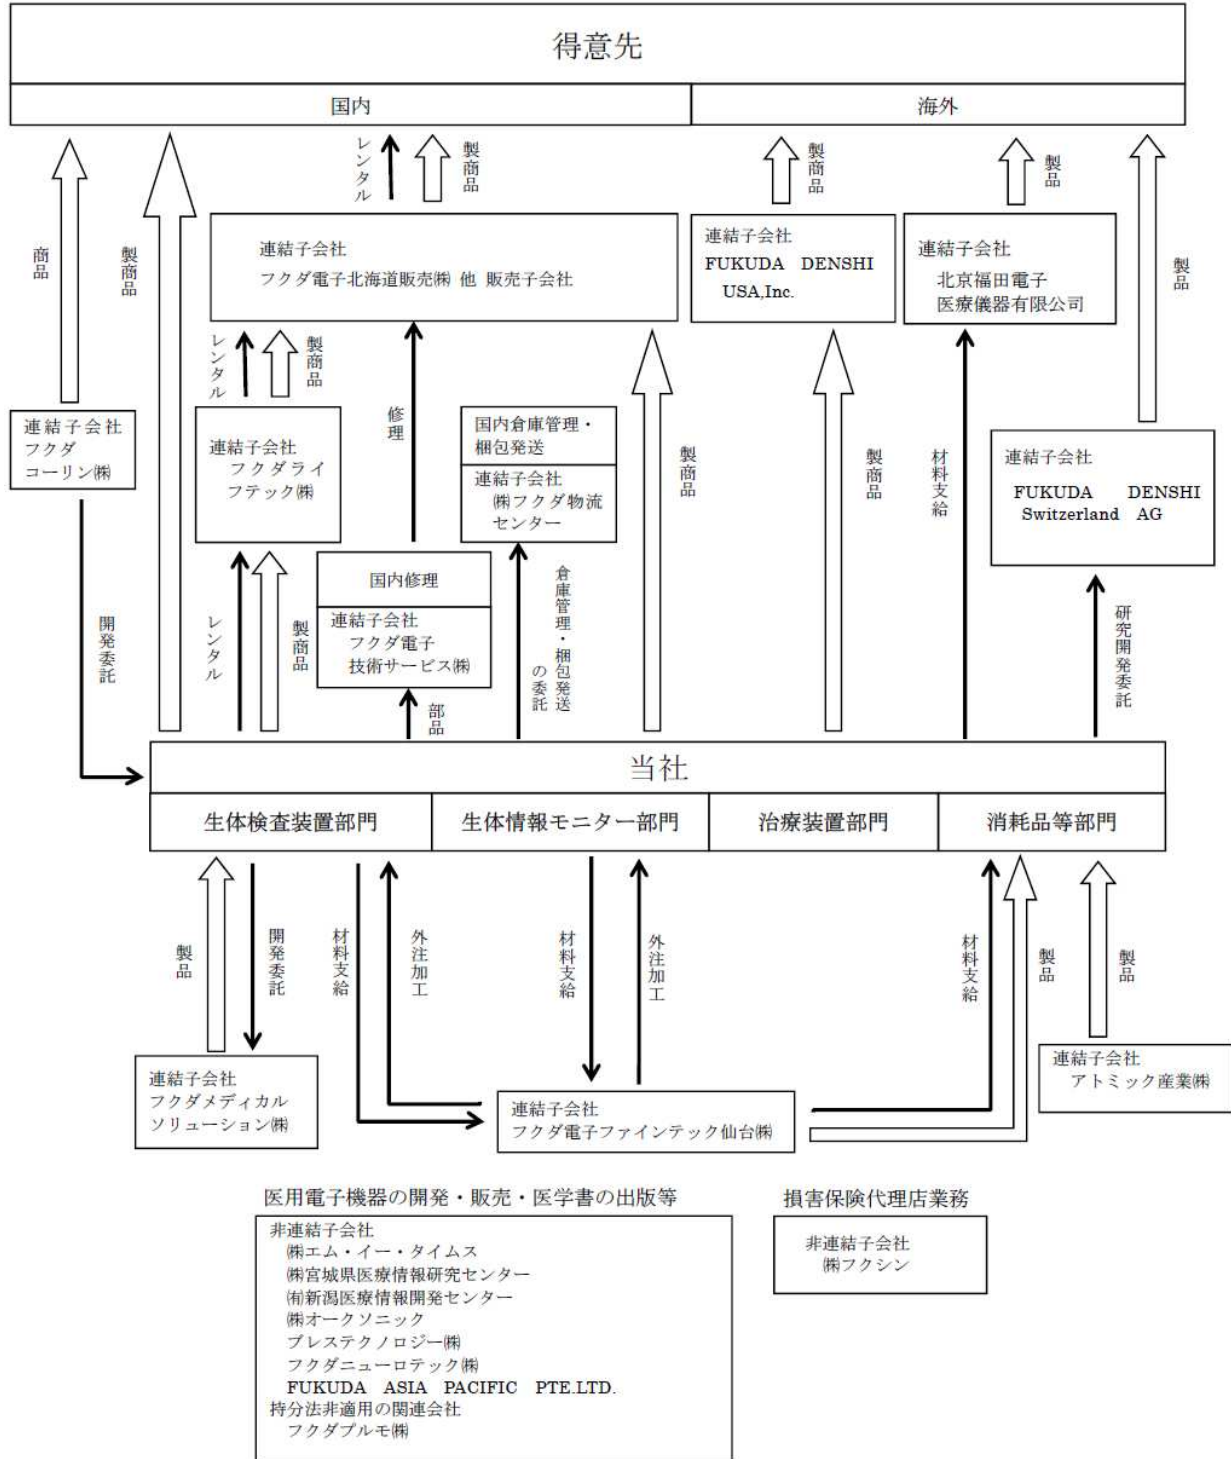 得意先
国内
海外
商品
製商品
レンタル
製商品
製商品
製品
製品
連結子会社
フクダ電子北海道販売㈱ 他 販売子会社
連結子会社
FUKUDA DENSHI
USA,Inc.
連結子会社
北京福田電子
医療儀器有限公司
レンタル
製商品
修理
製商品
製商品
材料支給
連結子会社
フクダ
コーリン㈱
連結子会社
フクダライ
フテック㈱
国内倉庫管理・
梱包発送
連結子会社
㈱フクダ物流
センター
連結子会社
FUKUDA DENSHI
Switzerland AG
開発委託
レンタル
製商品
国内修理
連結子会社
フクダ電子
技術サービス㈱
部品
倉庫管理・梱包発送
の委託
研究開発委託
当社
生体検査装置部門
生体情報モニター部門
治療装置部門
消耗品等部門
製品
開発委託
材料支給
外注加工
材料支給
外注加工
材料支給
製品
製品
連結子会社
フクダメディカル
ソリューション㈱
連結子会社
フクダ電子ファインテック仙台㈱
連結子会社
アトミック産業㈱
医用電子機器の開発・販売・医学書の出版等
非連結子会社
㈱エム・イー・タイムス
㈱宮城県医療情報研究センター
㈲新潟医療情報開発センター
㈱オークソニック
ブレステクノロジー㈱
フクダニューロテック㈱
FUKUDA ASIA PACIFIC PTE.LTD.
持分法非適用の関連会社
フクダプルモ㈱
損害保険代理店業務
非連結子会社
㈱フクシン